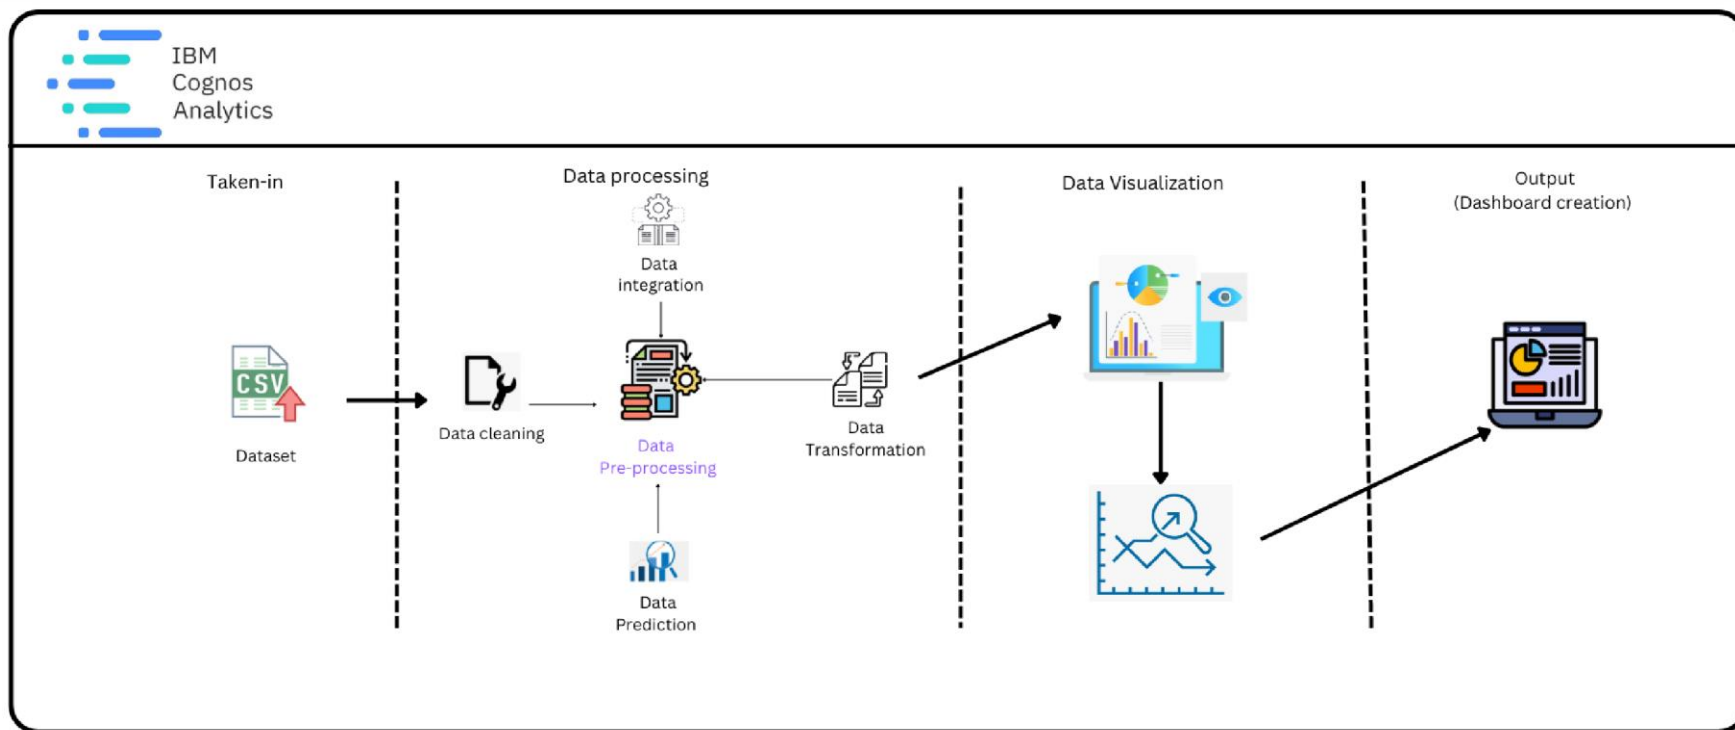 IBM
Cognos
Analytics
Taken-in
Data processing
Data Visualization
Output
(Dashboard creation)
Data
integration
CSV
Dataset
Data cleaning
Data
Pre-processing
Data
Transformation
Data
Prediction